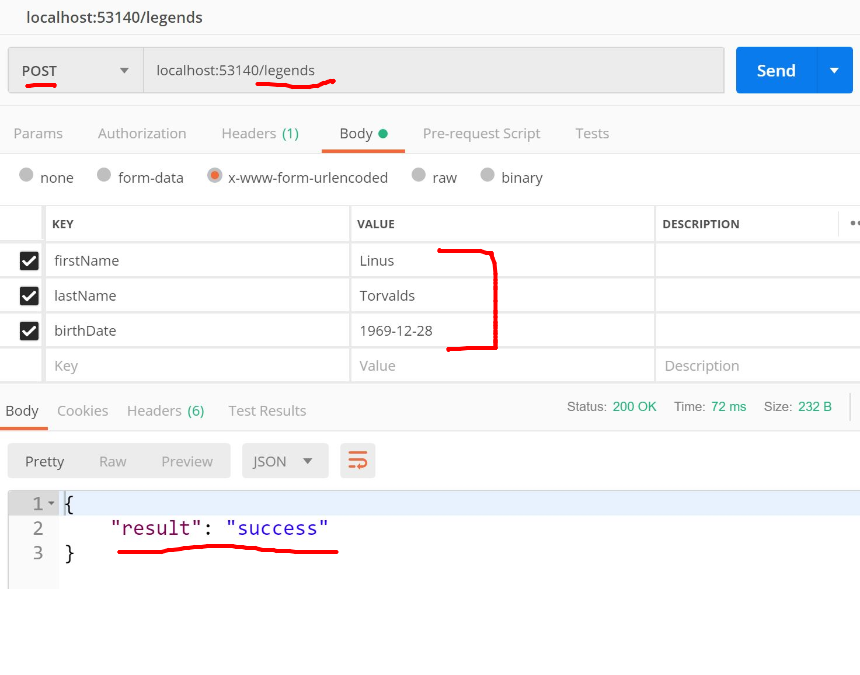 localhost:53140/legends
POST localhost:53140/legends Send
Params Authorization Headers (1) Body Pre-request Script Tests
none form-data x-www-form-urlencoded raw binary
KEY VALUE DESCRIPTION
firstName Linus
lastName Torvalds
birthDate 1969-12-28
Key Value Description
Body Cookies Headers (6) Test Results Status: 200 OK Time: 72 ms Size: 232 B
Pretty Raw Preview JSON
1 {
2 "result": "success"
3 }